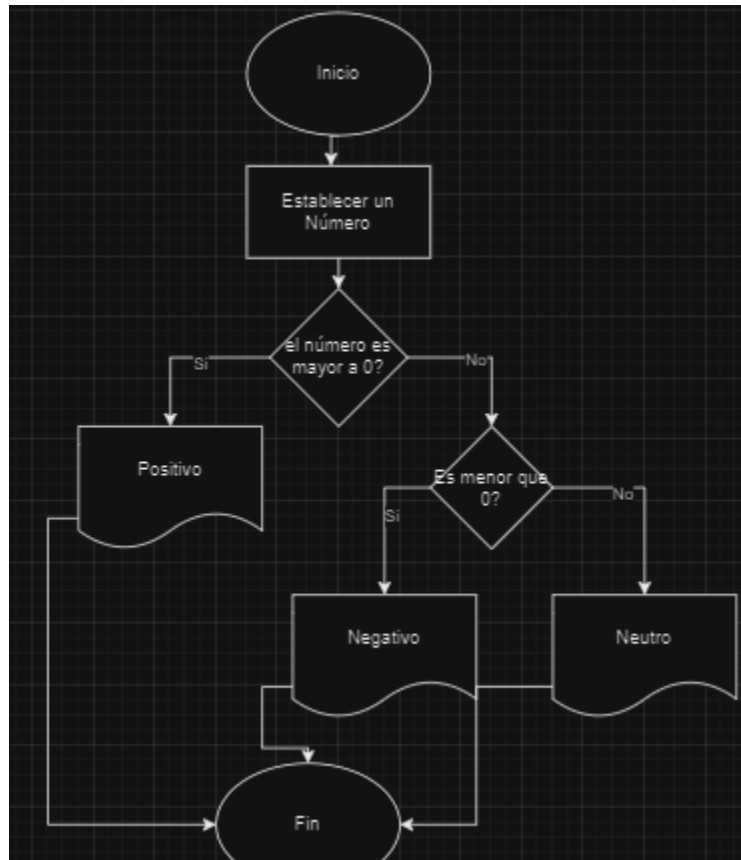 Inicio
Establecer un
Número
el número es
mayor a 0?
Si
No
Positivo
Es menor que
0?
Si
No
Negativo
Neutro
Fin